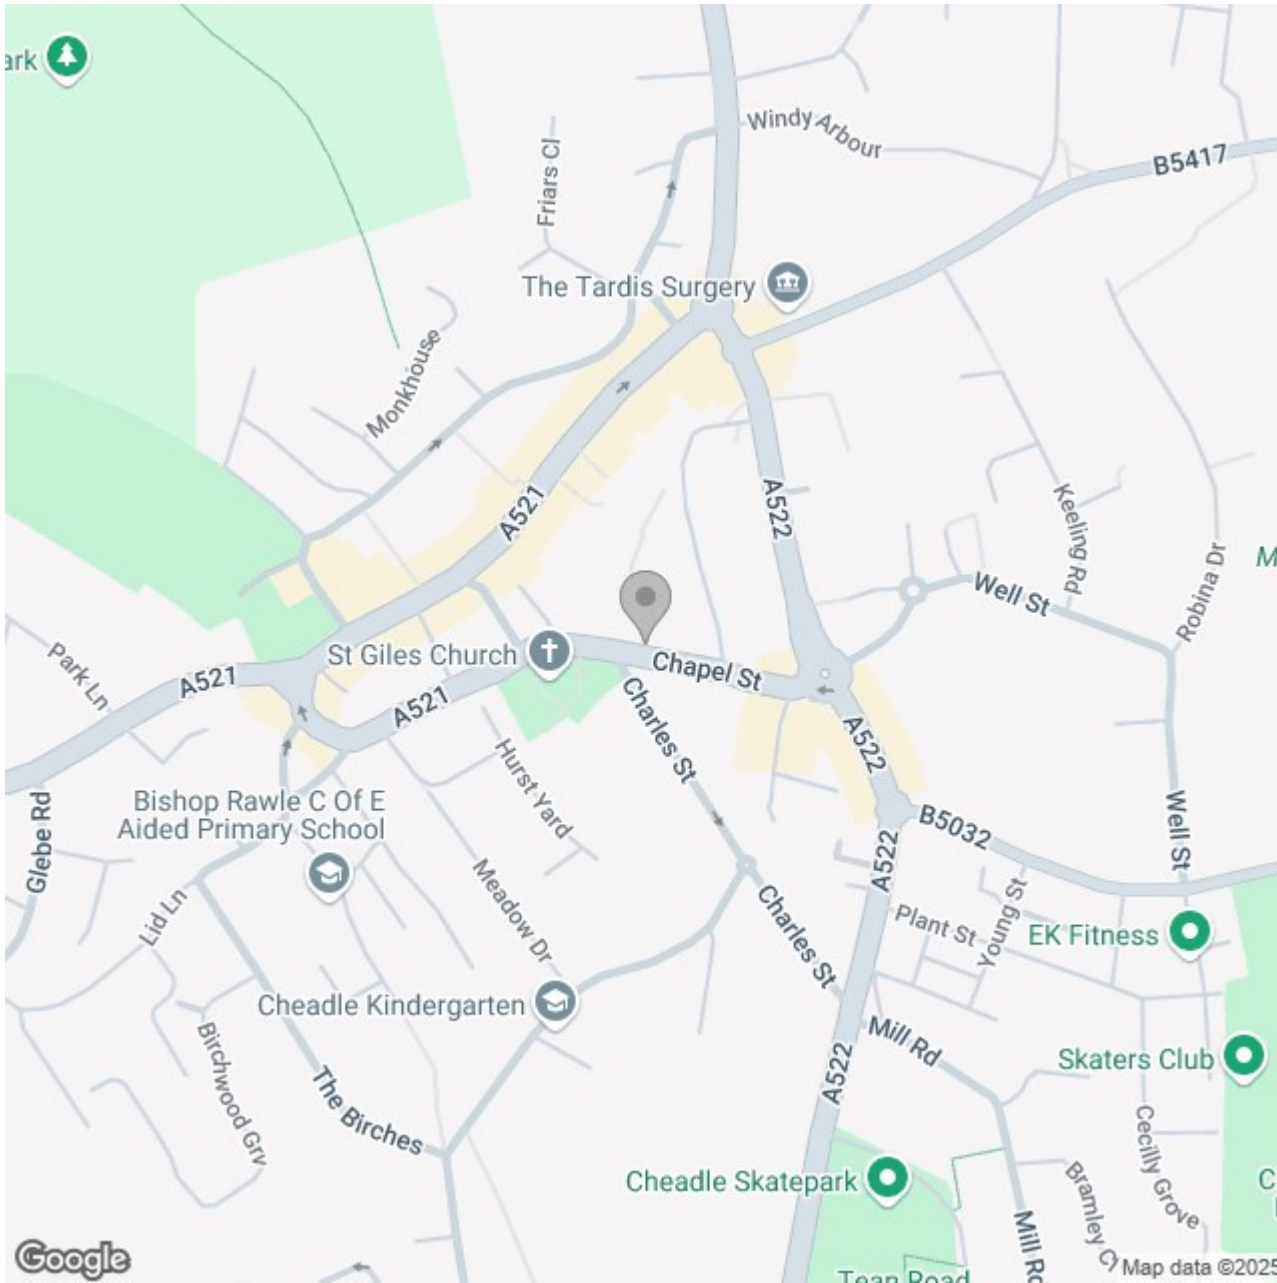 ark
Windy Arbour
B5417
Friars Cl
The Tardis Surgery
Monkhouse
A521
A522
Keeling Rd
Robina Dr
M
Well St
Park Ln
A521
St Giles Church
Chapel St
A521
Charles St
A522
Hurst Yard
Bishop Rawle C Of E
Aided Primary School
Glebe Rd
B5032
Well St
A522
Lid Ln
Meadow Dr
Charles St
Plant St
Young St
EK Fitness
Cheadle Kindergarten
Birchwood Grv
Mill Rd
Skaters Club
The Birches
A522
Cecilly Grove
Cheadle Skatepark
Bramley Cl
C
Mill Rd
Google
Tean Road
Map data ©2025